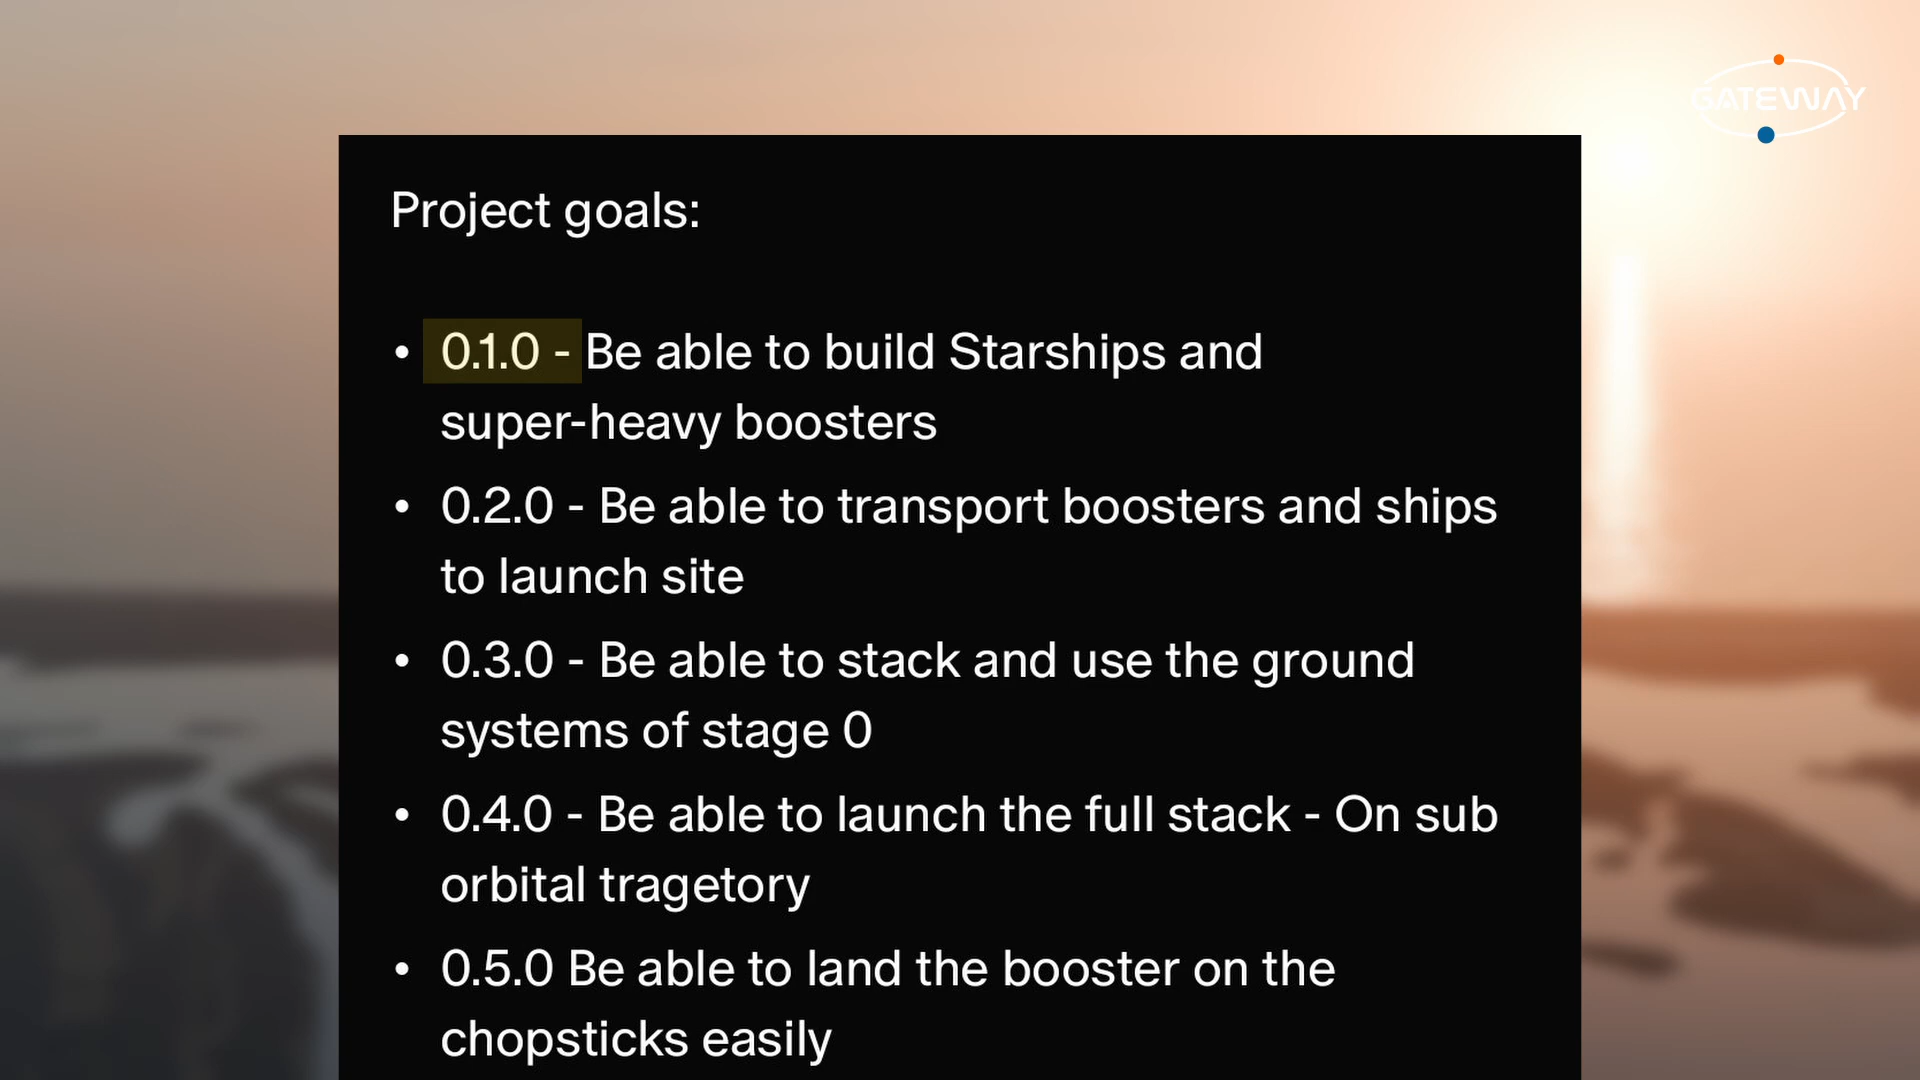 GATEWAY
Project goals:
• 0.1.0 - Be able to build Starships and
super-heavy boosters
• 0.2.0 - Be able to transport boosters and ships
to launch site
• 0.3.0 - Be able to stack and use the ground
systems of stage 0
• 0.4.0 - Be able to launch the full stack - On sub
orbital tragetory
• 0.5.0 Be able to land the booster on the
chopsticks easily